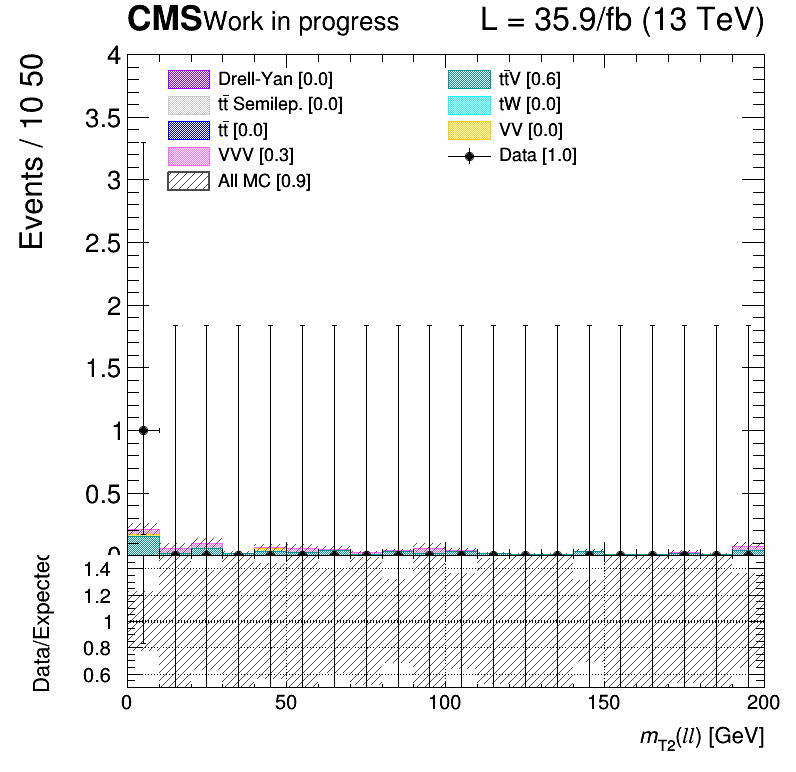 CMS Work in progress L = 35.9/fb (13 TeV)
Events / 10 50
4
3.5
3
2.5
2
1.5
1
0.5
0
Drell-Yan [0.0]
tt̄ Semilep. [0.0]
tt̄ [0.0]
VVV [0.3]
All MC [0.9]
tt̄V [0.6]
tW [0.0]
VV [0.0]
Data [1.0]
Data/Expected
1.4
1.2
1
0.8
0.6
0 50 100 150 200
mT2(ll) [GeV]